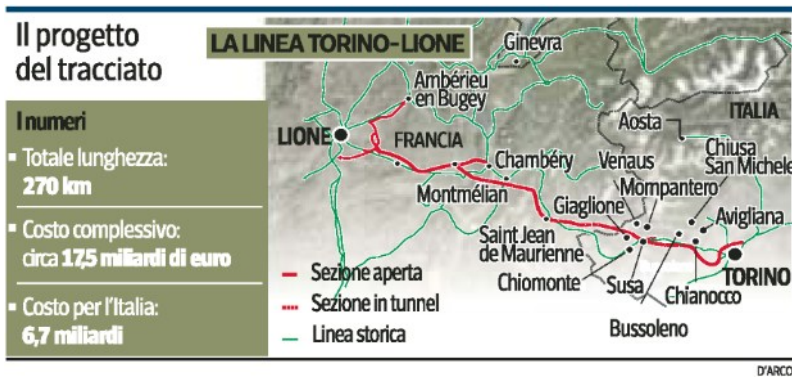 Il progetto
del tracciato
I numeri
▪ Totale lunghezza:
270 km
▪ Costo complessivo:
circa 17,5 miliardi di euro
▪ Costo per l'Italia:
6,7 miliardi
LA LINEA TORINO-LIONE
Ginevra
Ambérieu
en Bugey
ITALIA
LIONE
FRANCIA
Aosta
Chambéry
Venaus
Chiusa
San Michele
Montmélian
Mompantero
Giaglione
Avigliana
Saint Jean
de Maurienne
Chiomonte
Susa
Chianocco
TORINO
Bussoleno
Sezione aperta
Sezione in tunnel
Linea storica
D'ARCO